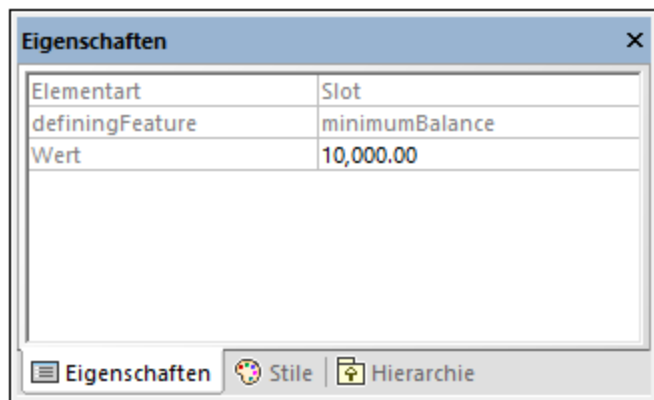 Eigenschaften
Elementart Slot
definingFeature minimumBalance
Wert 10,000.00
Eigenschaften Stile Hierarchie